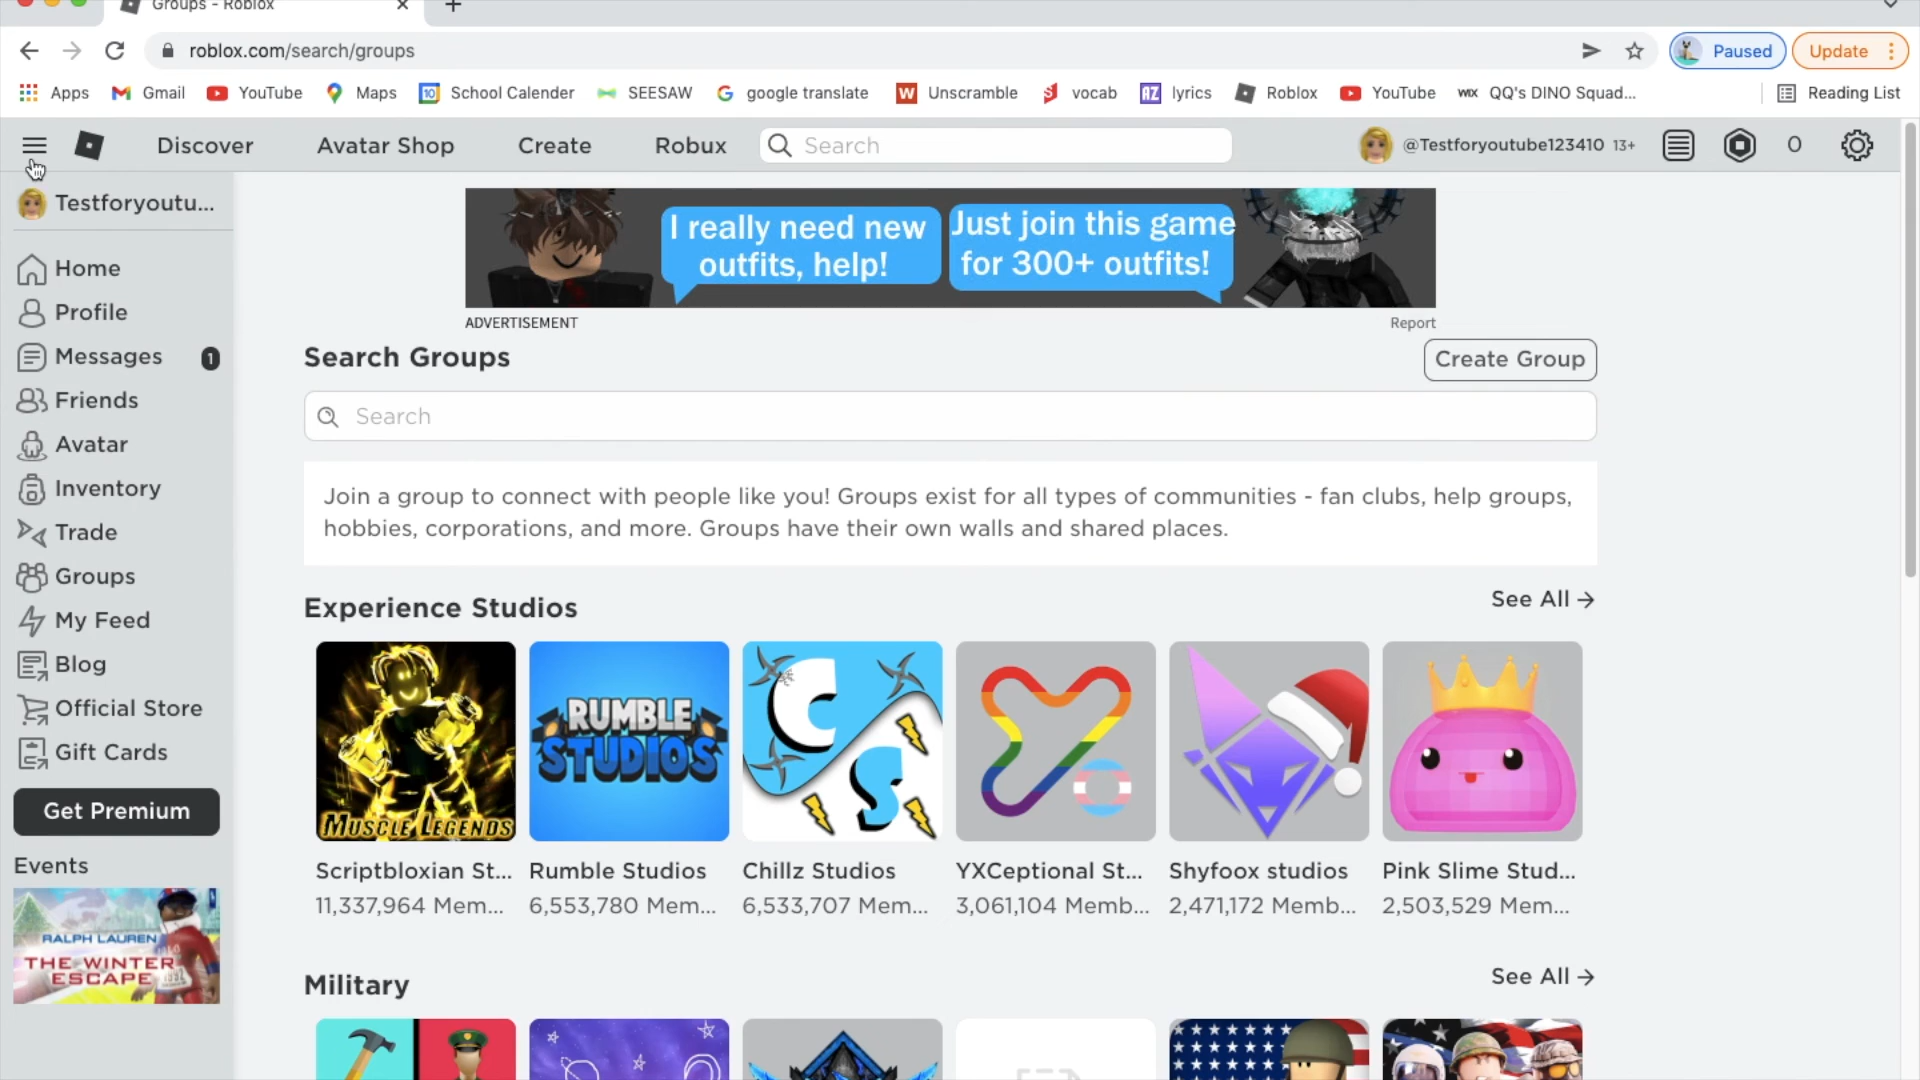 Groups - Roblox
roblox.com/search/groups
Paused
Update
Apps
Gmail
YouTube
Maps
10
School Calender
SEESAW
google translate
Unscramble
vocab
AZ
lyrics
Roblox
YouTube
WIX
QQ's DINO Squad...
Reading List
Discover
Avatar Shop
Create
Robux
Search
@Testforyoutube123410 13+
0
Testforyoutu...
Home
Profile
Messages
1
Friends
Avatar
Inventory
Trade
Groups
My Feed
Blog
Official Store
Gift Cards
Get Premium
Events
RALPH LAUREN
THE WINTER
ESCAPE
I really need new
outfits, help!
Just join this game
for 300+ outfits!
ADVERTISEMENT
Report
Search Groups
Create Group
Search
Join a group to connect with people like you! Groups exist for all types of communities - fan clubs, help groups,
hobbies, corporations, and more. Groups have their own walls and shared places.
Experience Studios
See All →
MUSCLE LEGENDS
RUMBLE
STUDIOS
C
S
Scriptbloxian St...
Rumble Studios
Chillz Studios
YXCeptional St...
Shyfoox studios
Pink Slime Stud...
11,337,964 Mem...
6,553,780 Mem...
6,533,707 Mem...
3,061,104 Memb...
2,471,172 Memb...
2,503,529 Mem...
Military
See All →